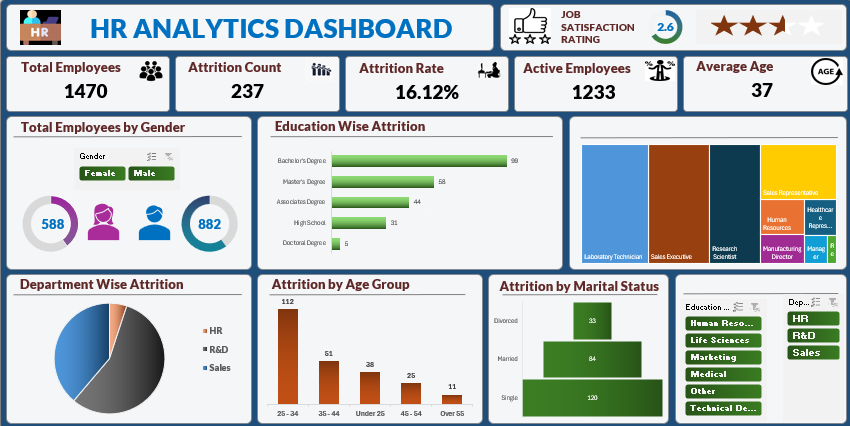 HR
HR ANALYTICS DASHBOARD
JOB
SATISFACTION
RATING
2.6
Total Employees
1470
Attrition Count
237
Attrition Rate
16.12%
Active Employees
% %
1233
Average Age
AGE
37
Total Employees by Gender
Gender
Female Male
588
882
Education Wise Attrition
Bachelor's Degree 99
Master's Degree 58
Associates Degree 44
High School 31
Doctoral Degree 5
Laboratory Technician
Sales Executive
Research
Scientist
Sales Representative
Human
Resources
Healthcar
e
Repres...
Manufacturing
Director
Manag
er
R
e
Department Wise Attrition
HR
R&D
Sales
Attrition by Age Group
112
51
38
25
11
25 - 34 35 - 44 Under 25 45 - 54 Over 55
Attrition by Marital Status
Divorced 33
Married 84
Single 120
Education ...
Human Reso...
Life Sciences
Marketing
Medical
Other
Technical De...
Dep...
HR
R&D
Sales